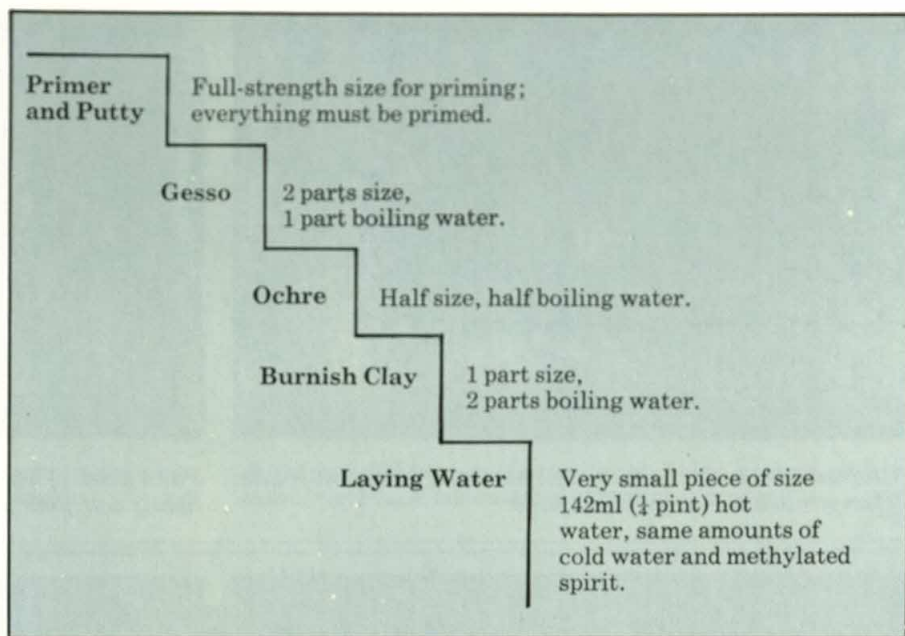 Primer
and Putty
Full-strength size for priming;
everything must be primed.
Gesso
2 parts size,
1 part boiling water.
Ochre
Half size, half boiling water.
Burnish Clay
1 part size,
2 parts boiling water.
Laying Water
Very small piece of size
142ml (¼ pint) hot
water, same amounts of
cold water and methylated
spirit.